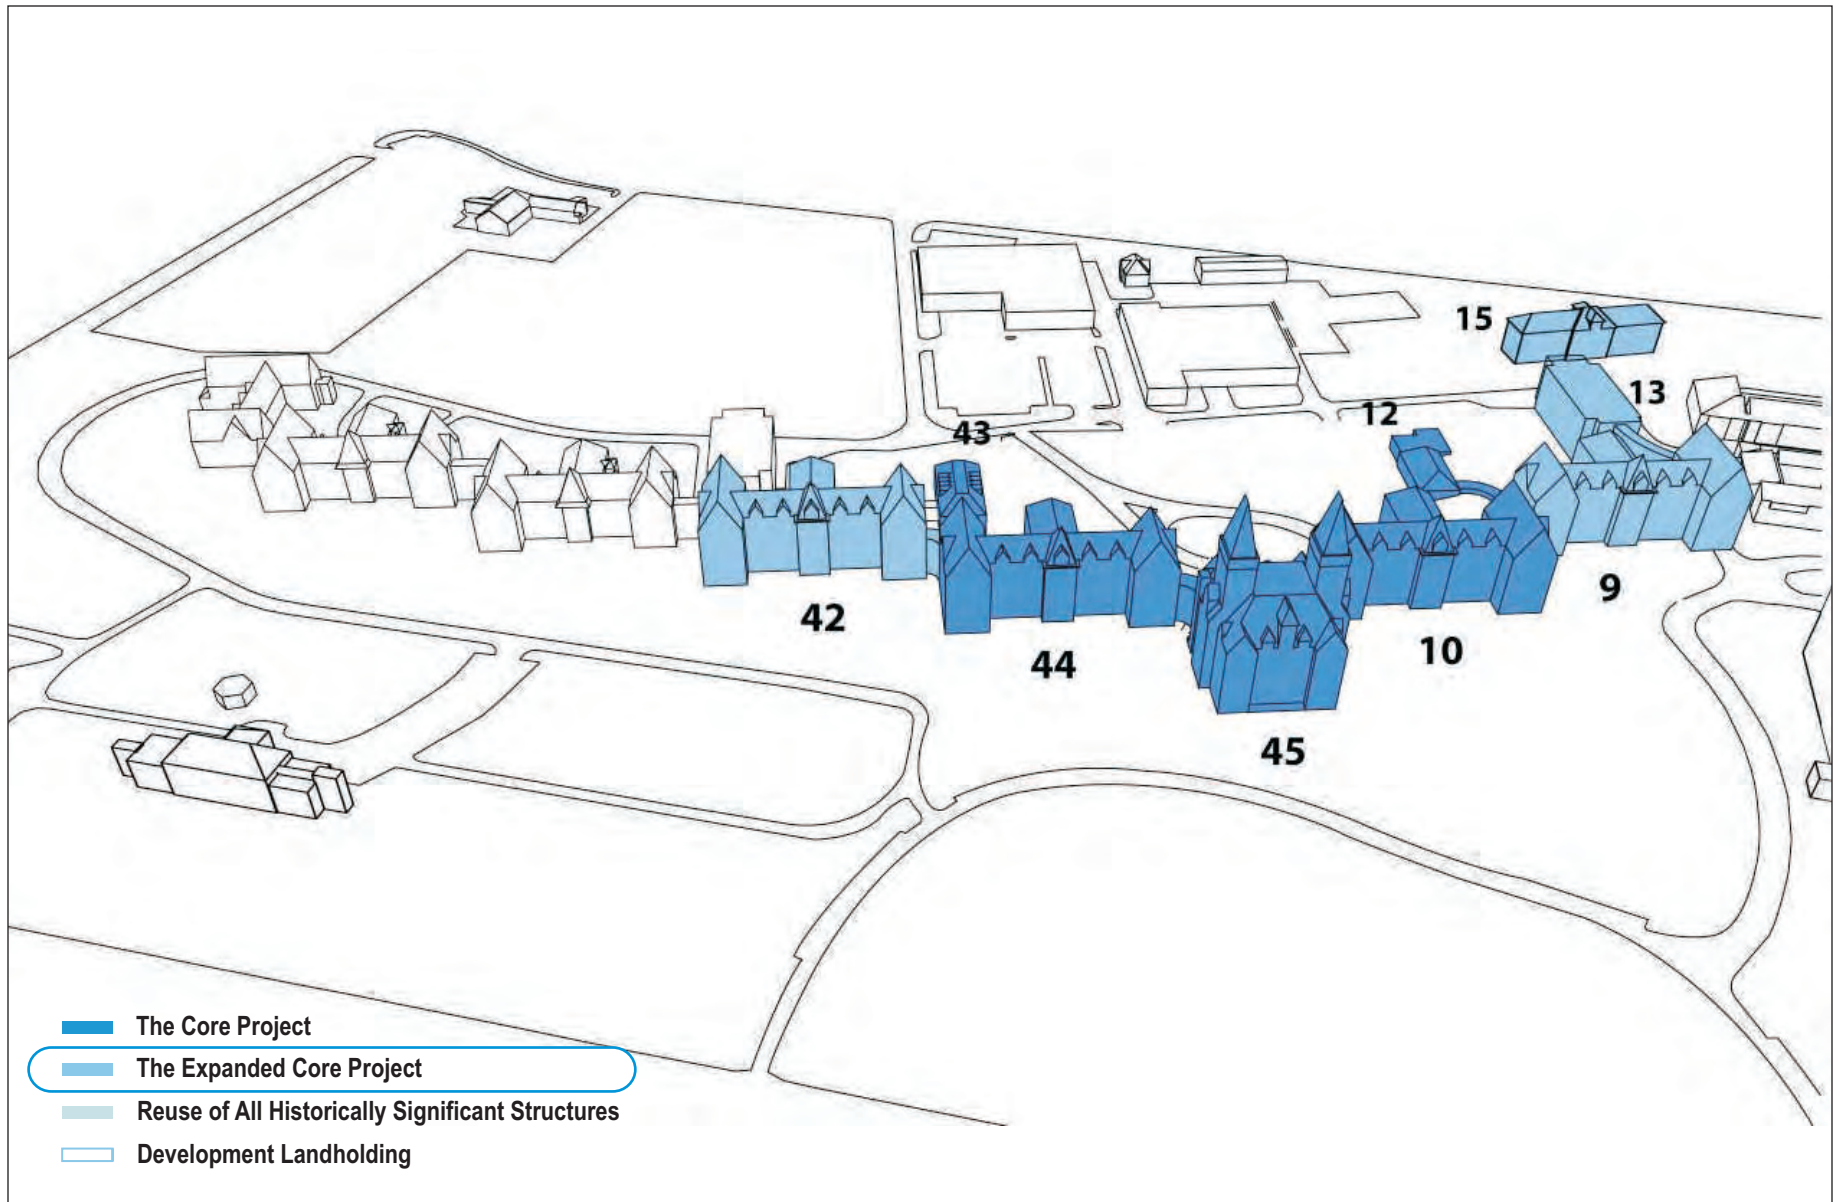 15
13
12
43
9
42
10
44
45
The Core Project
The Expanded Core Project
Reuse of All Historically Significant Structures
Development Landholding